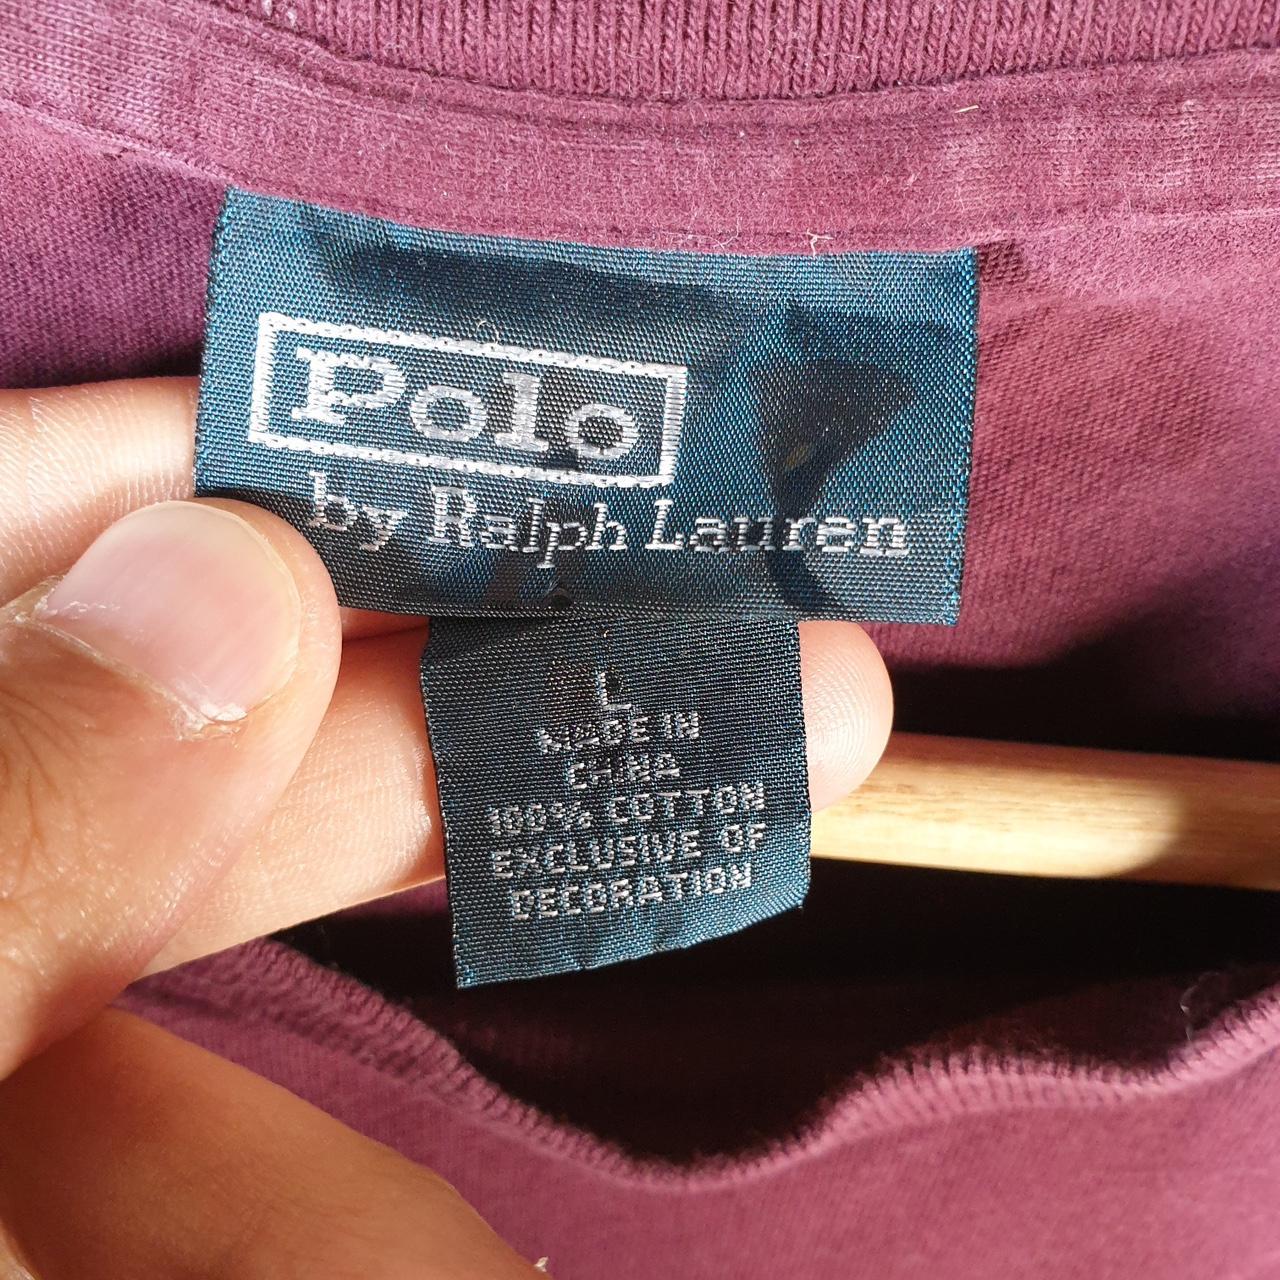 Polo
by Ralph Lauren
L
MADE IN
CHINA
100% COTTON
EXCLUSIVE OF
DECORATION